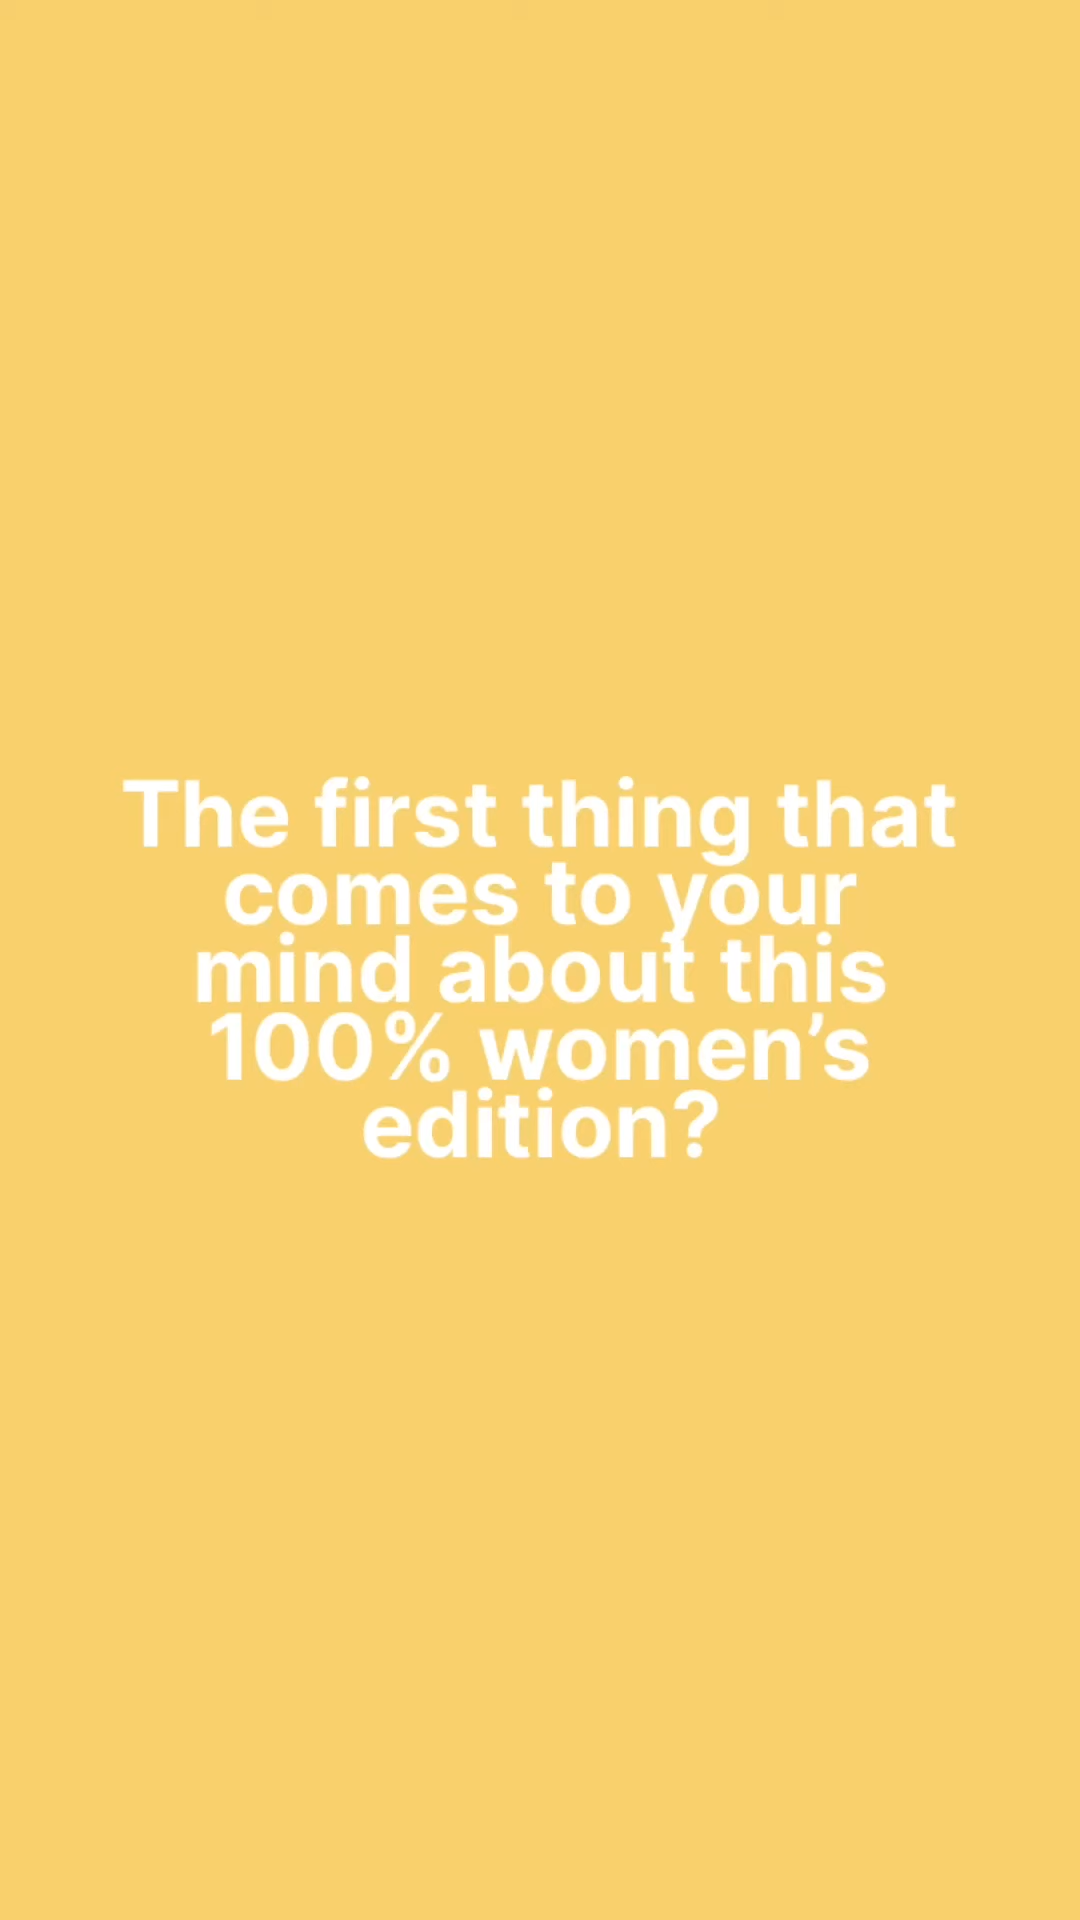 The first thing that
comes to your
mind about this
100% women’s
edition?